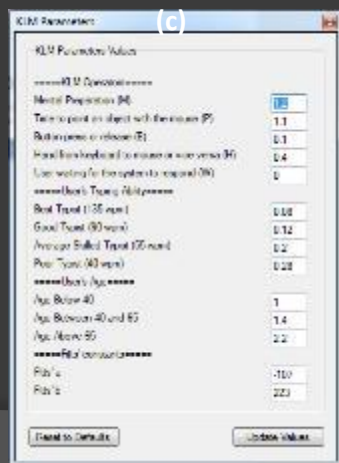 (c)
KLM Parameters
KLM Parameters Values
=====KLM Operators=====
Mental Preparation (M) 1.2
Time to point an object with the mouse (P) 1.1
Button press or release (B) 0.1
Hand from keyboard to mouse or vice versa (H) 0.4
User waiting for the system to respond (W) 0
=====User's Typing Ability=====
Best Typist (135 wpm) 0.08
Good Typist (90 wpm) 0.12
Average Skilled Typist (55 wpm) 0.2
Poor Typist (40 wpm) 0.28
=====User's Age=====
Age Below 40 1
Age Between 40 and 65 1.4
Age Above 65 2.2
=====Fitts' constants=====
Fitts' a
Fitts' b 223
Reset to Defaults Update Values